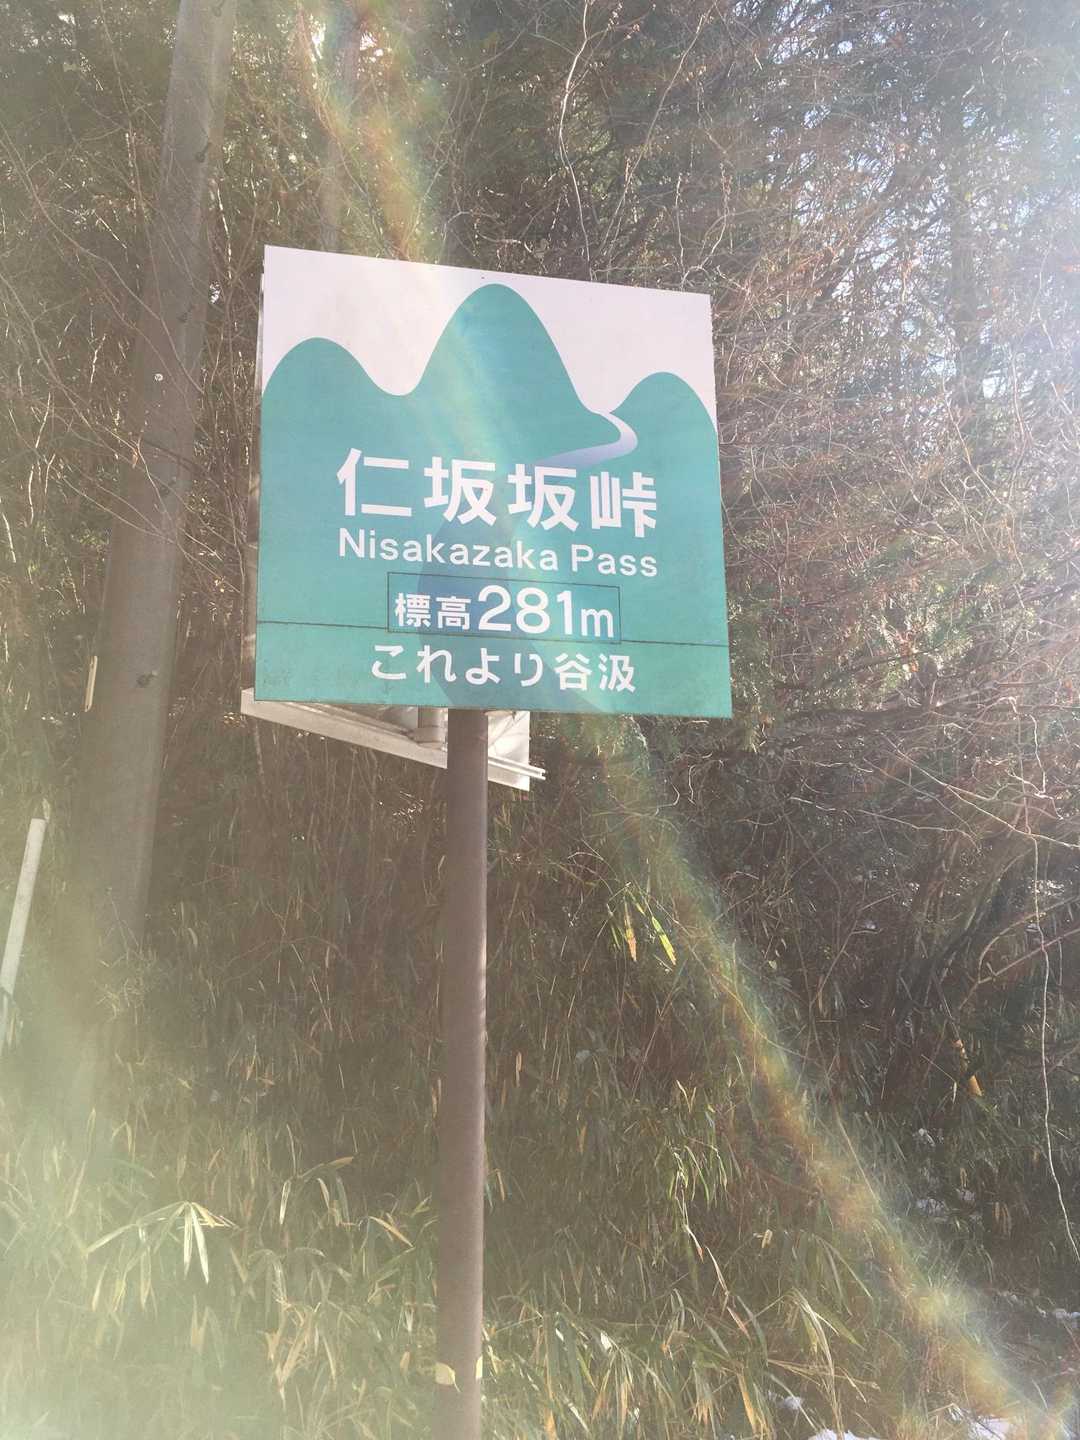 仁坂坂峠
Nisakazaka Pass
標高281m
これより谷汲